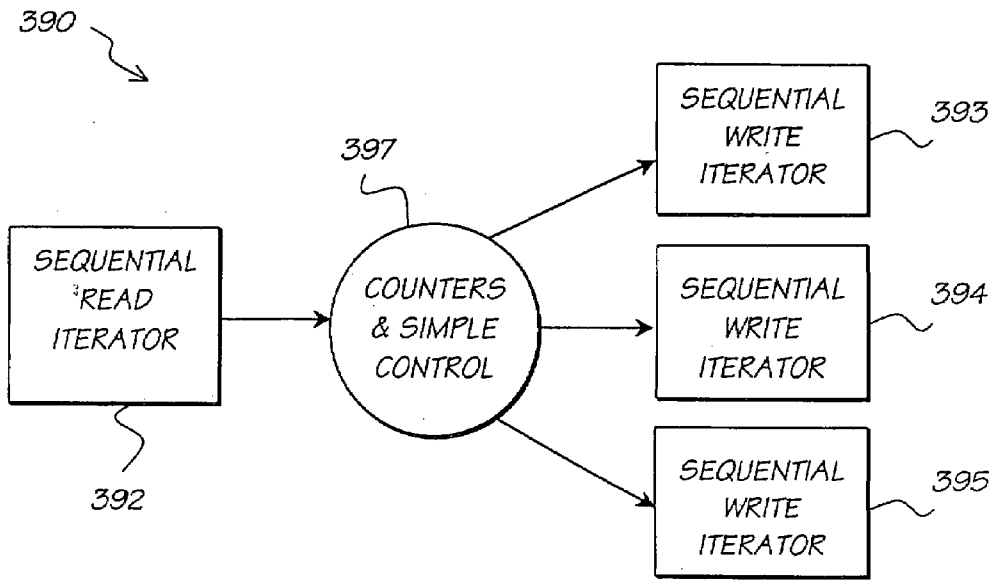 390
SEQUENTIAL
WRITE
ITERATOR
393
397
SEQUENTIAL
READ
ITERATOR
392
COUNTERS
& SIMPLE
CONTROL
SEQUENTIAL
WRITE
ITERATOR
394
SEQUENTIAL
WRITE
ITERATOR
395